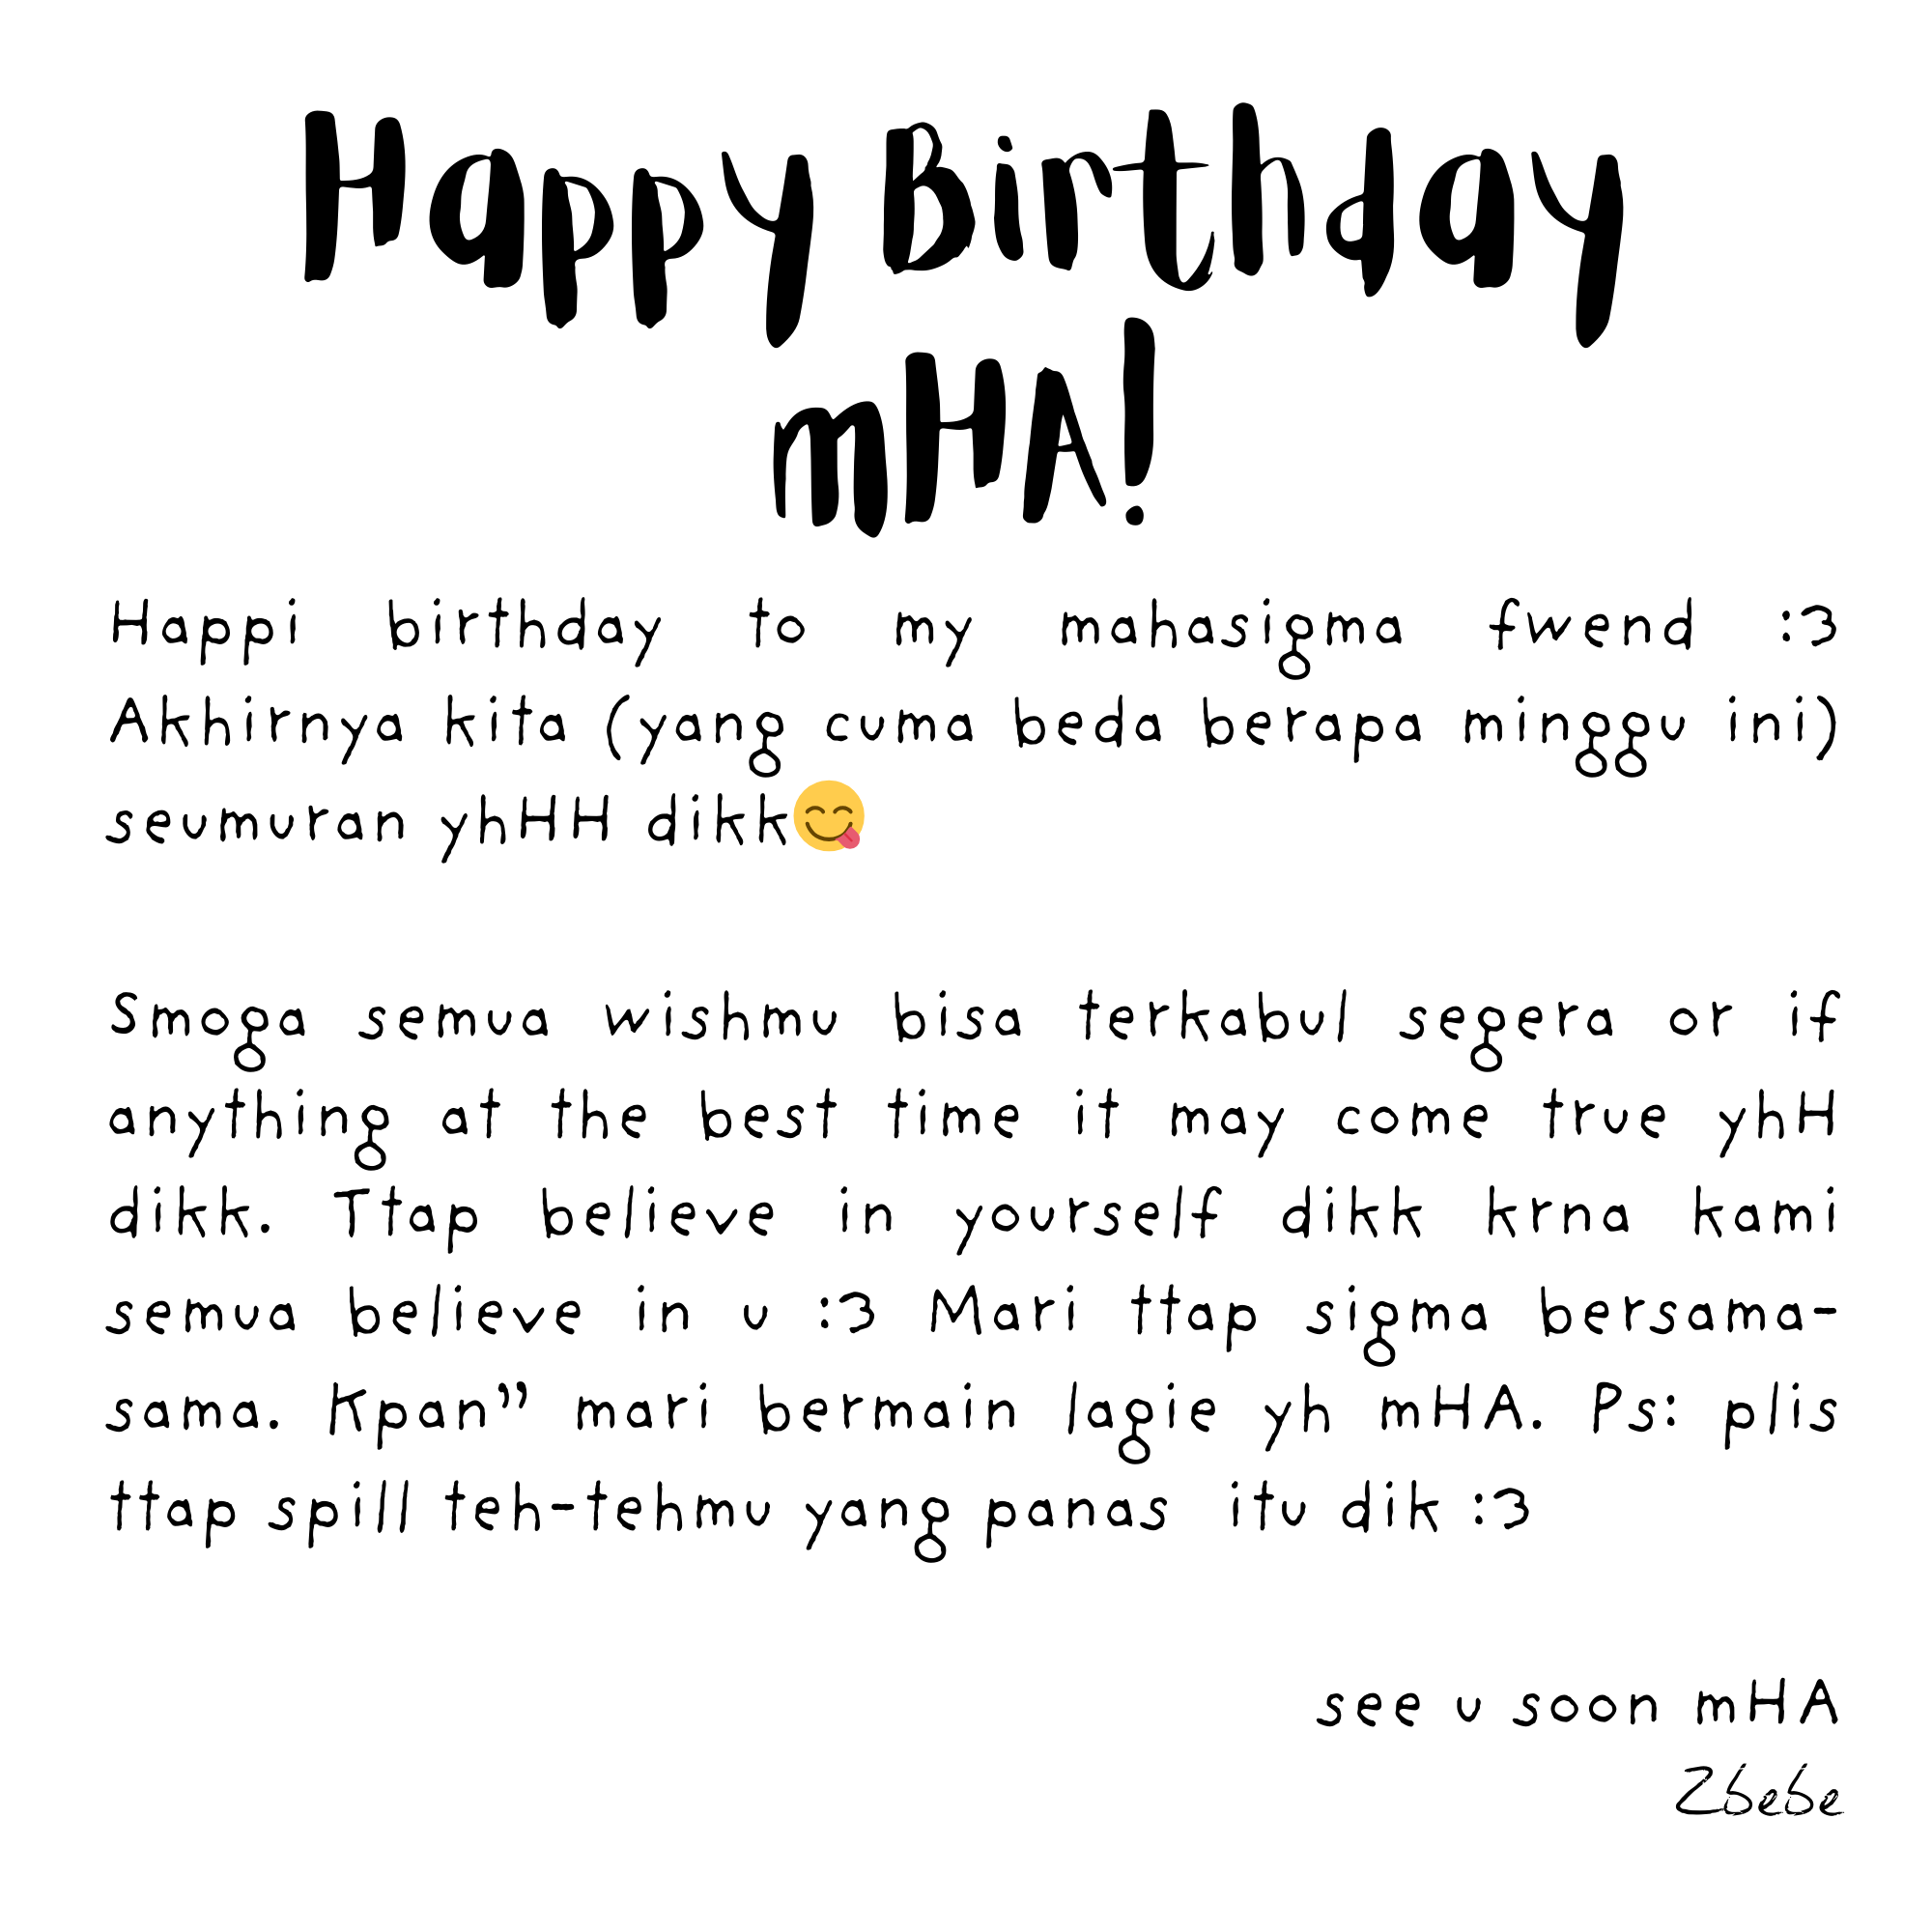 Happy Birthday
mHA!
Happi birthday to my mahasigma fwend :3
Akhirnya kita (yang cuma beda berapa minggu ini)
seumuran yhHH dikk😋
Smoga semua wishmu bisa terkabul segera or if
anything at the best time it may come true yhH
dikk. Ttap believe in yourself dikk krna kami
semua believe in u :3 Mari ttap sigma bersama-
sama. Kpan” mari bermain lagie yh mHA. Ps: plis
ttap spill teh-tehmu yang panas itu dik :3
see u soon mHA
2bebe